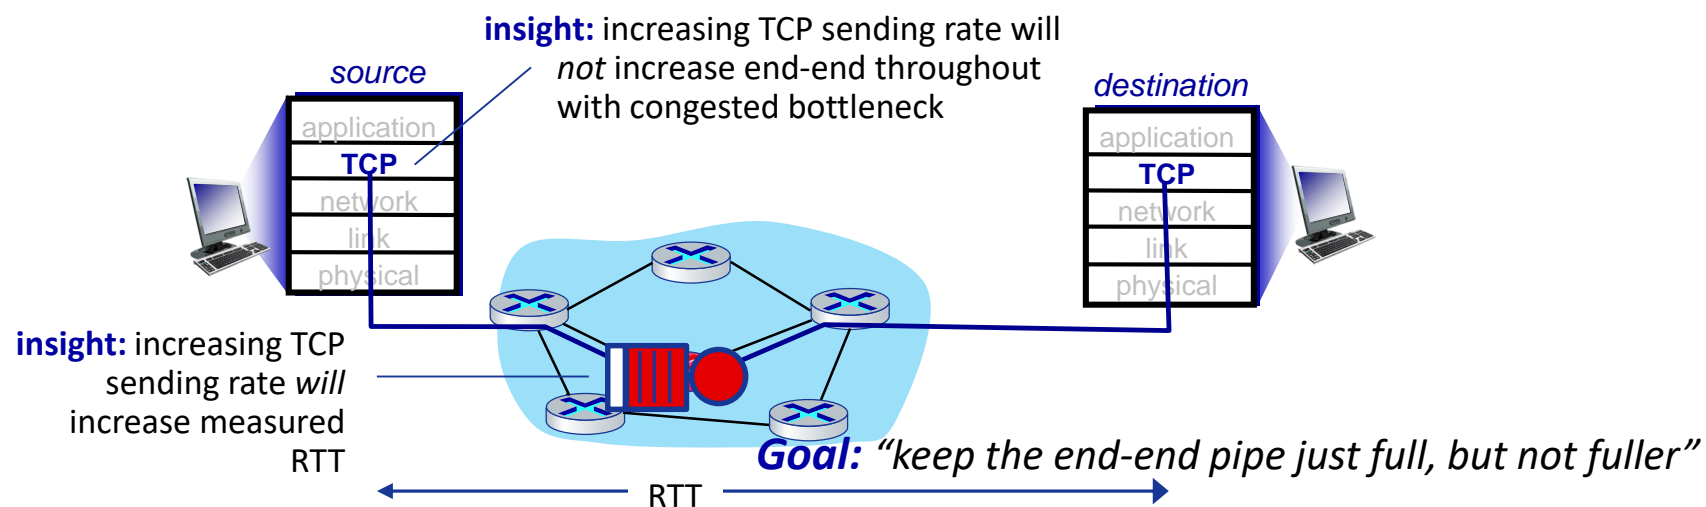 insight: increasing TCP sending rate will
not increase end-end throughout
with congested bottleneck
source
application
TCP
network
link
physical
destination
application
TCP
network
link
physical
insight: increasing TCP
sending rate will
increase measured
RTT
Goal: “keep the end-end pipe just full, but not fuller”
RTT